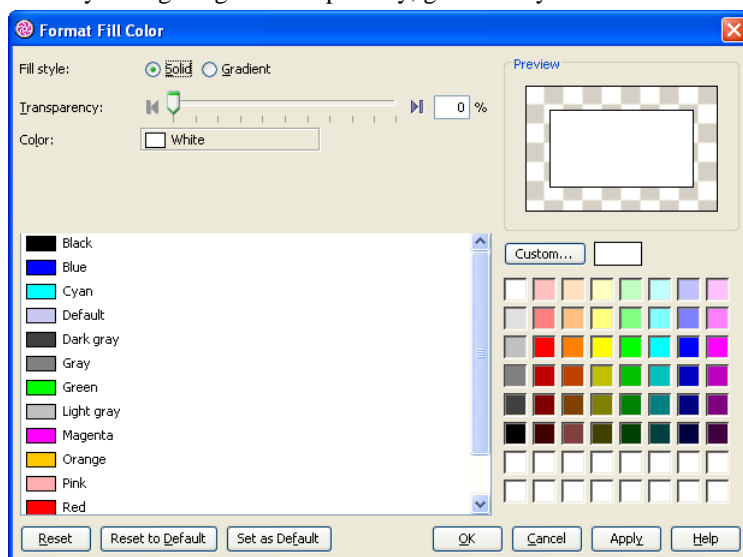 Format Fill Color
Fill style:
Solid
Gradient
Preview
Transparency:
0 %
Color:
White
Black
Blue
Cyan
Default
Dark gray
Gray
Green
Light gray
Magenta
Orange
Pink
Red
Custom...
Reset
Reset to Default
Set as Default
OK
Cancel
Apply
Help